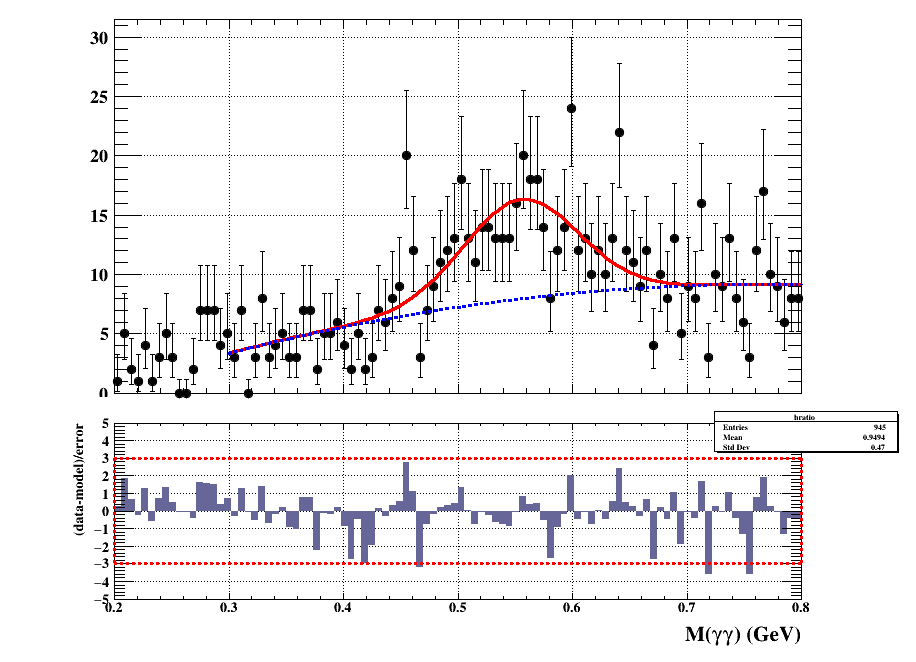 30
25
20
15
10
5
0
hratio
Entries 945
Mean 0.9494
Std Dev 0.47
(data-model)/error
5
4
3
2
1
0
−1
−2
−3
−4
−5
0.2 0.3 0.4 0.5 0.6 0.7 0.8
M(γγ) (GeV)